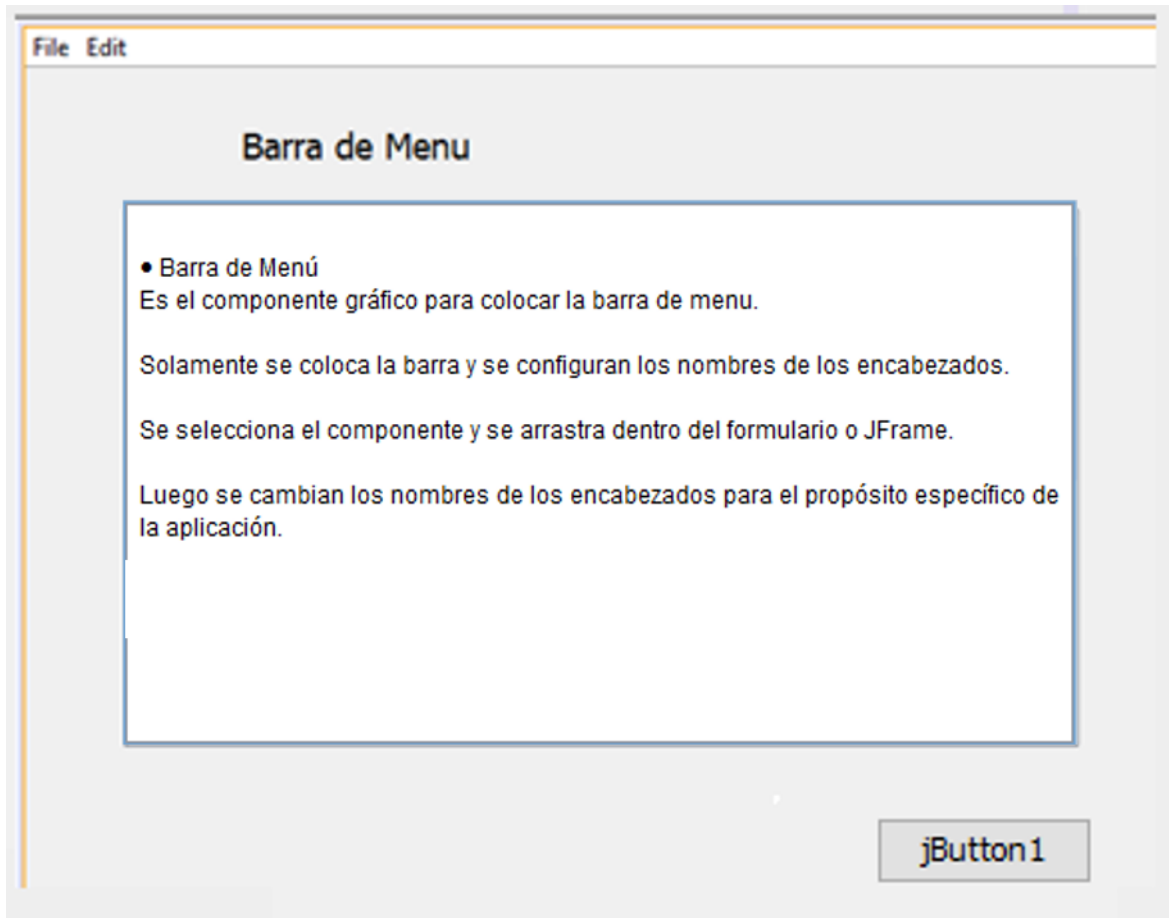 File Edit
Barra de Menu
• Barra de Menú
Es el componente gráfico para colocar la barra de menu.
Solamente se coloca la barra y se configuran los nombres de los encabezados.
Se selecciona el componente y se arrastra dentro del formulario o JFrame.
Luego se cambian los nombres de los encabezados para el propósito específico de
la aplicación.
jButton1